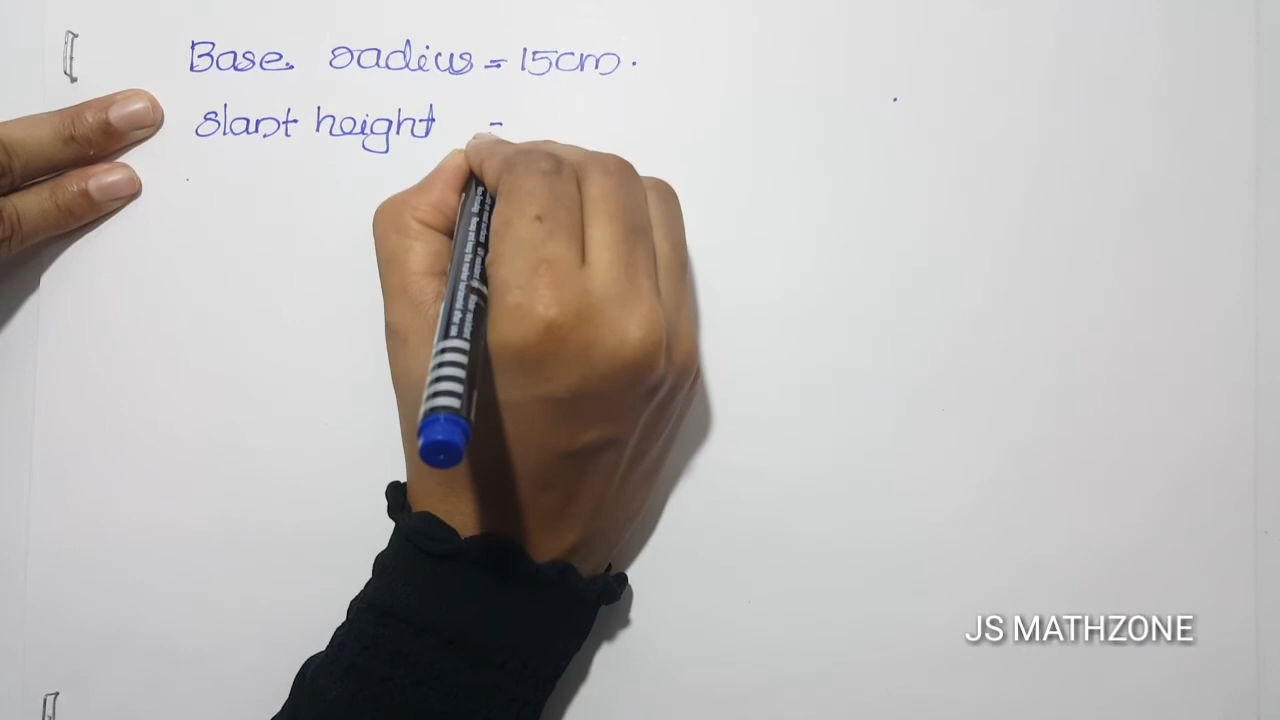 Base radius = 15cm.
Slant height =
JS MATHZONE